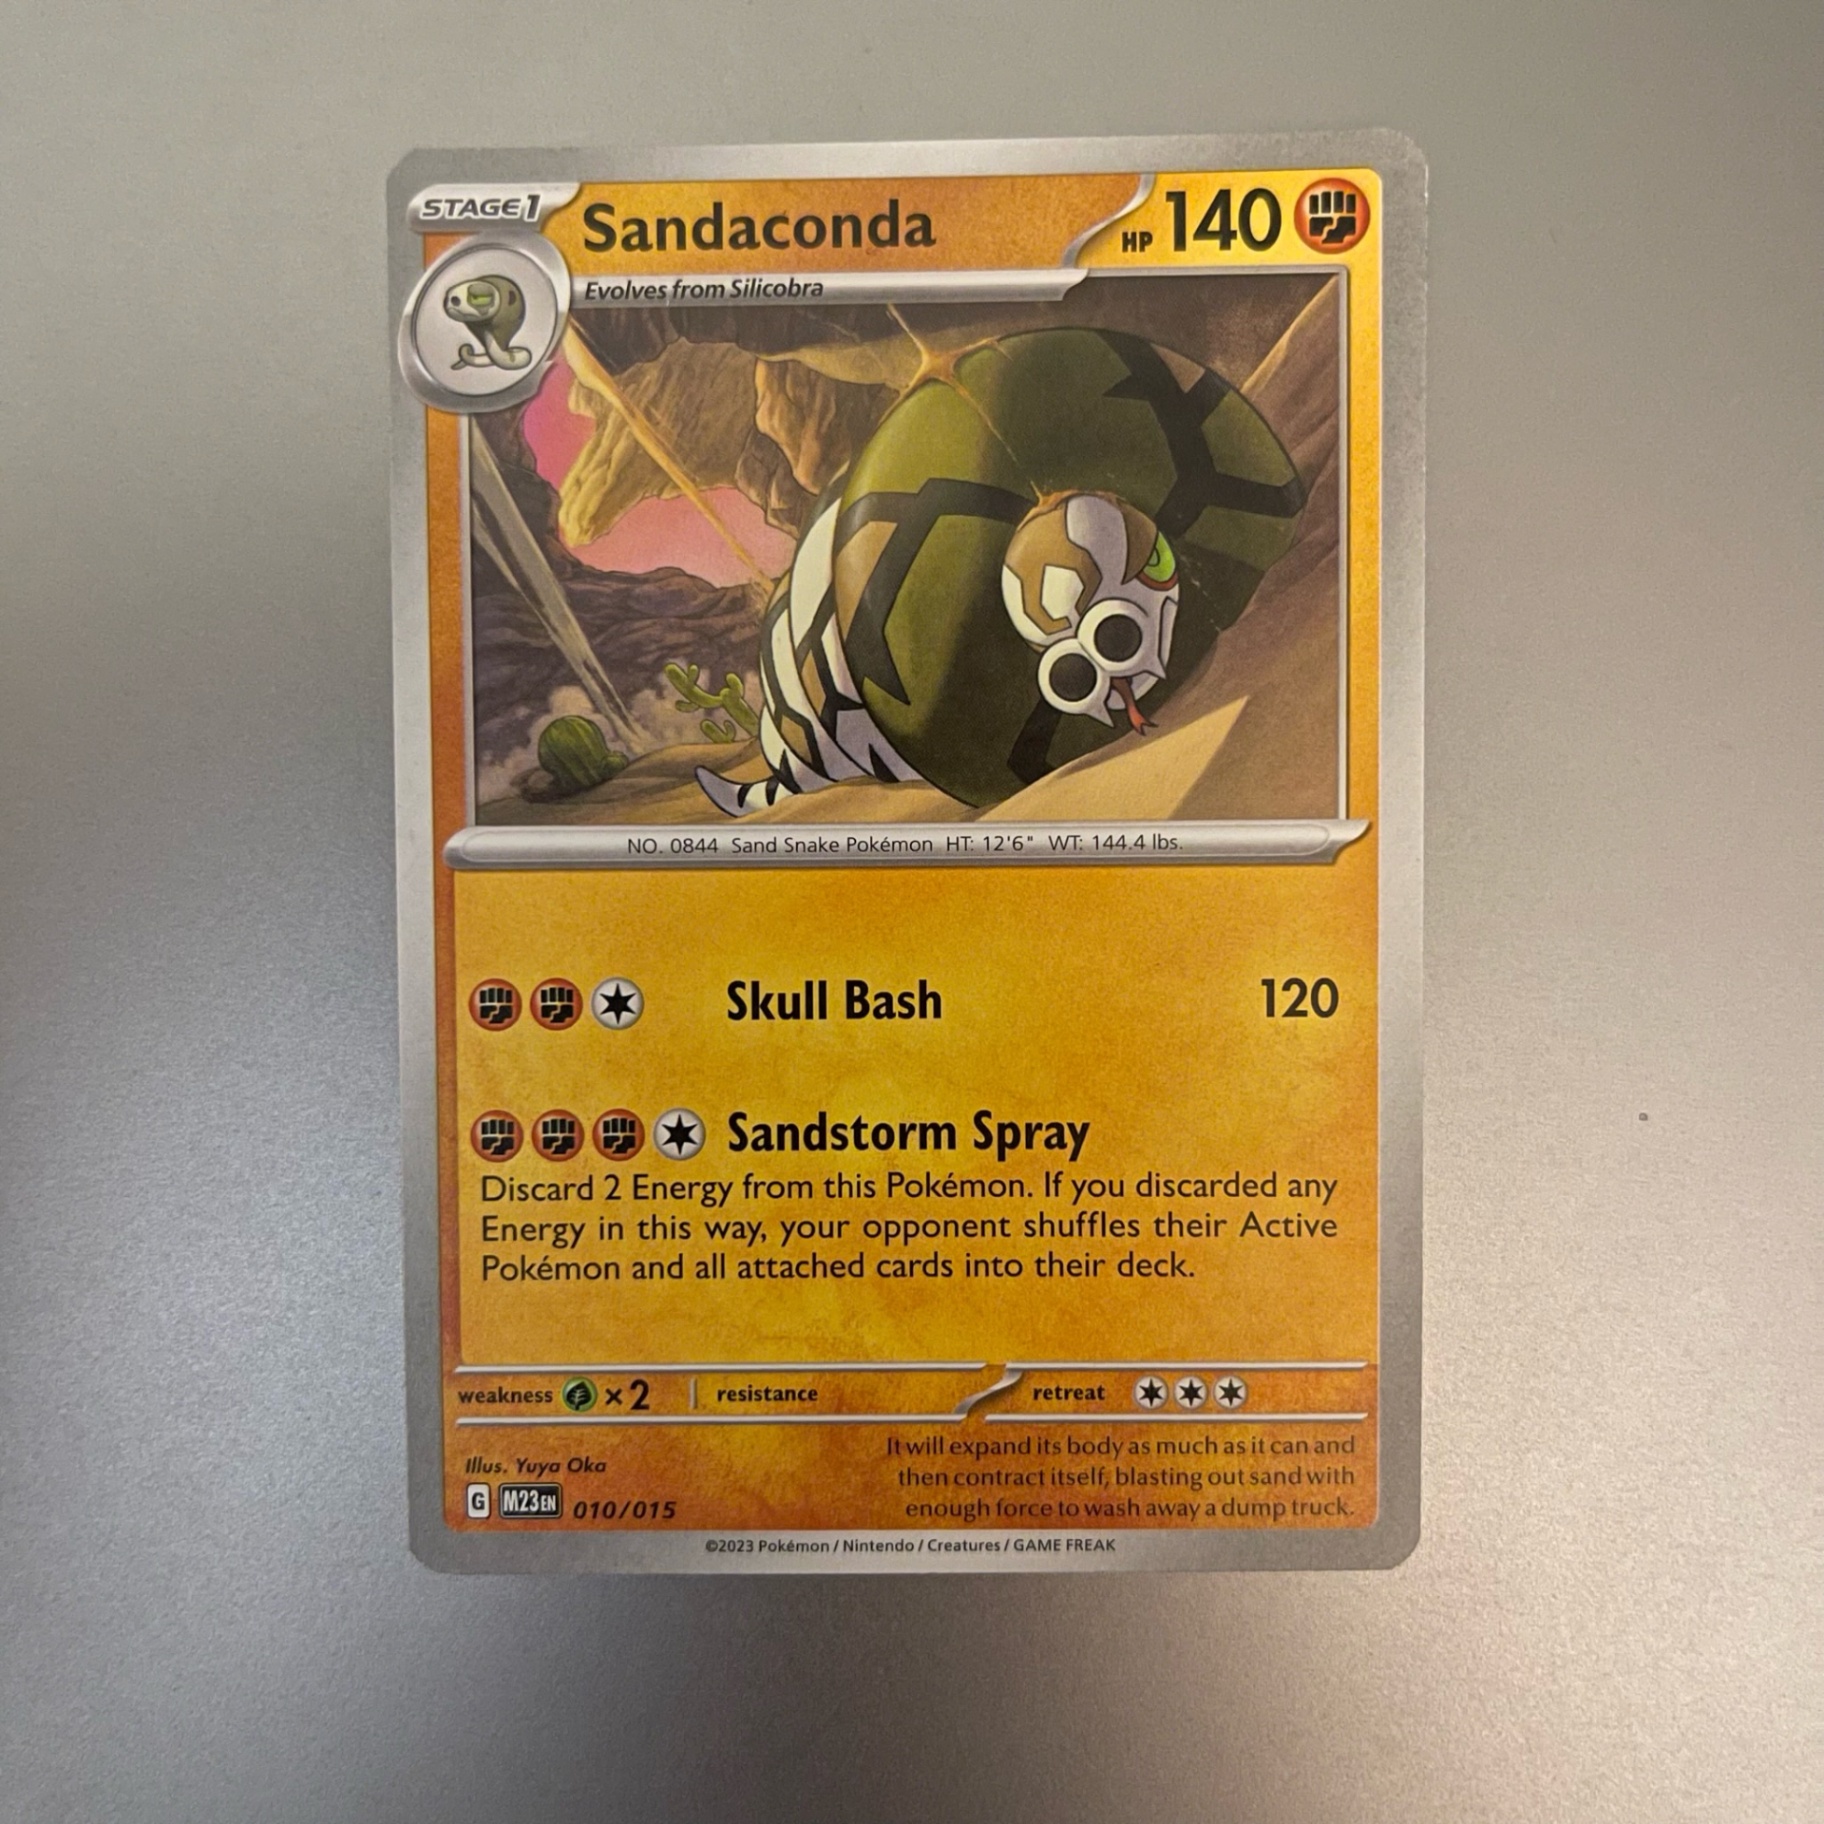 STAGE1 Sandaconda HP 140
Evolves from Silicobra
NO. 0844 Sand Snake Pokémon HT: 12'6" WT: 144.4 lbs.
Skull Bash 120
Sandstorm Spray
Discard 2 Energy from this Pokémon. If you discarded any
Energy in this way, your opponent shuffles their Active
Pokémon and all attached cards into their deck.
weakness ×2 resistance retreat
Illus. Yuya Oka
G M23 EN 010/015
It will expand its body as much as it can and
then contract itself, blasting out sand with
enough force to wash away a dump truck.
©2023 Pokémon / Nintendo / Creatures / GAME FREAK